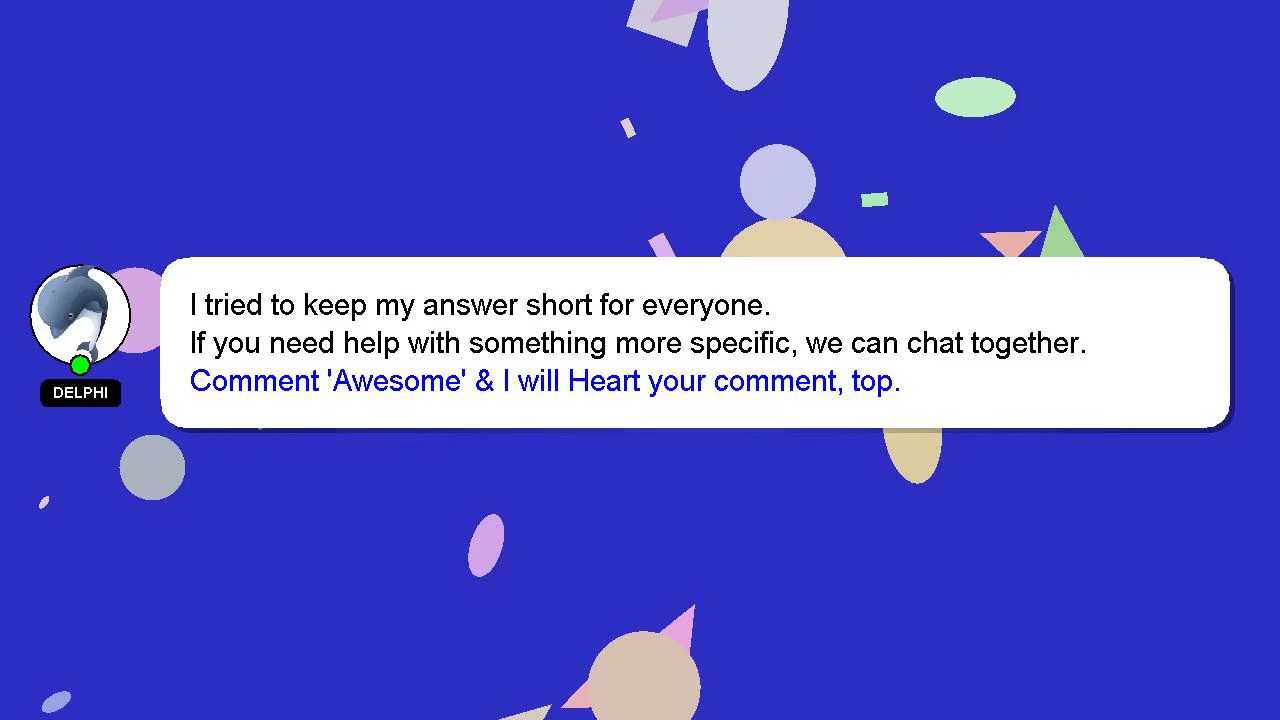 I tried to keep my answer short for everyone.
If you need help with something more specific, we can chat together.
Comment 'Awesome' & I will Heart your comment, top.
DELPHI